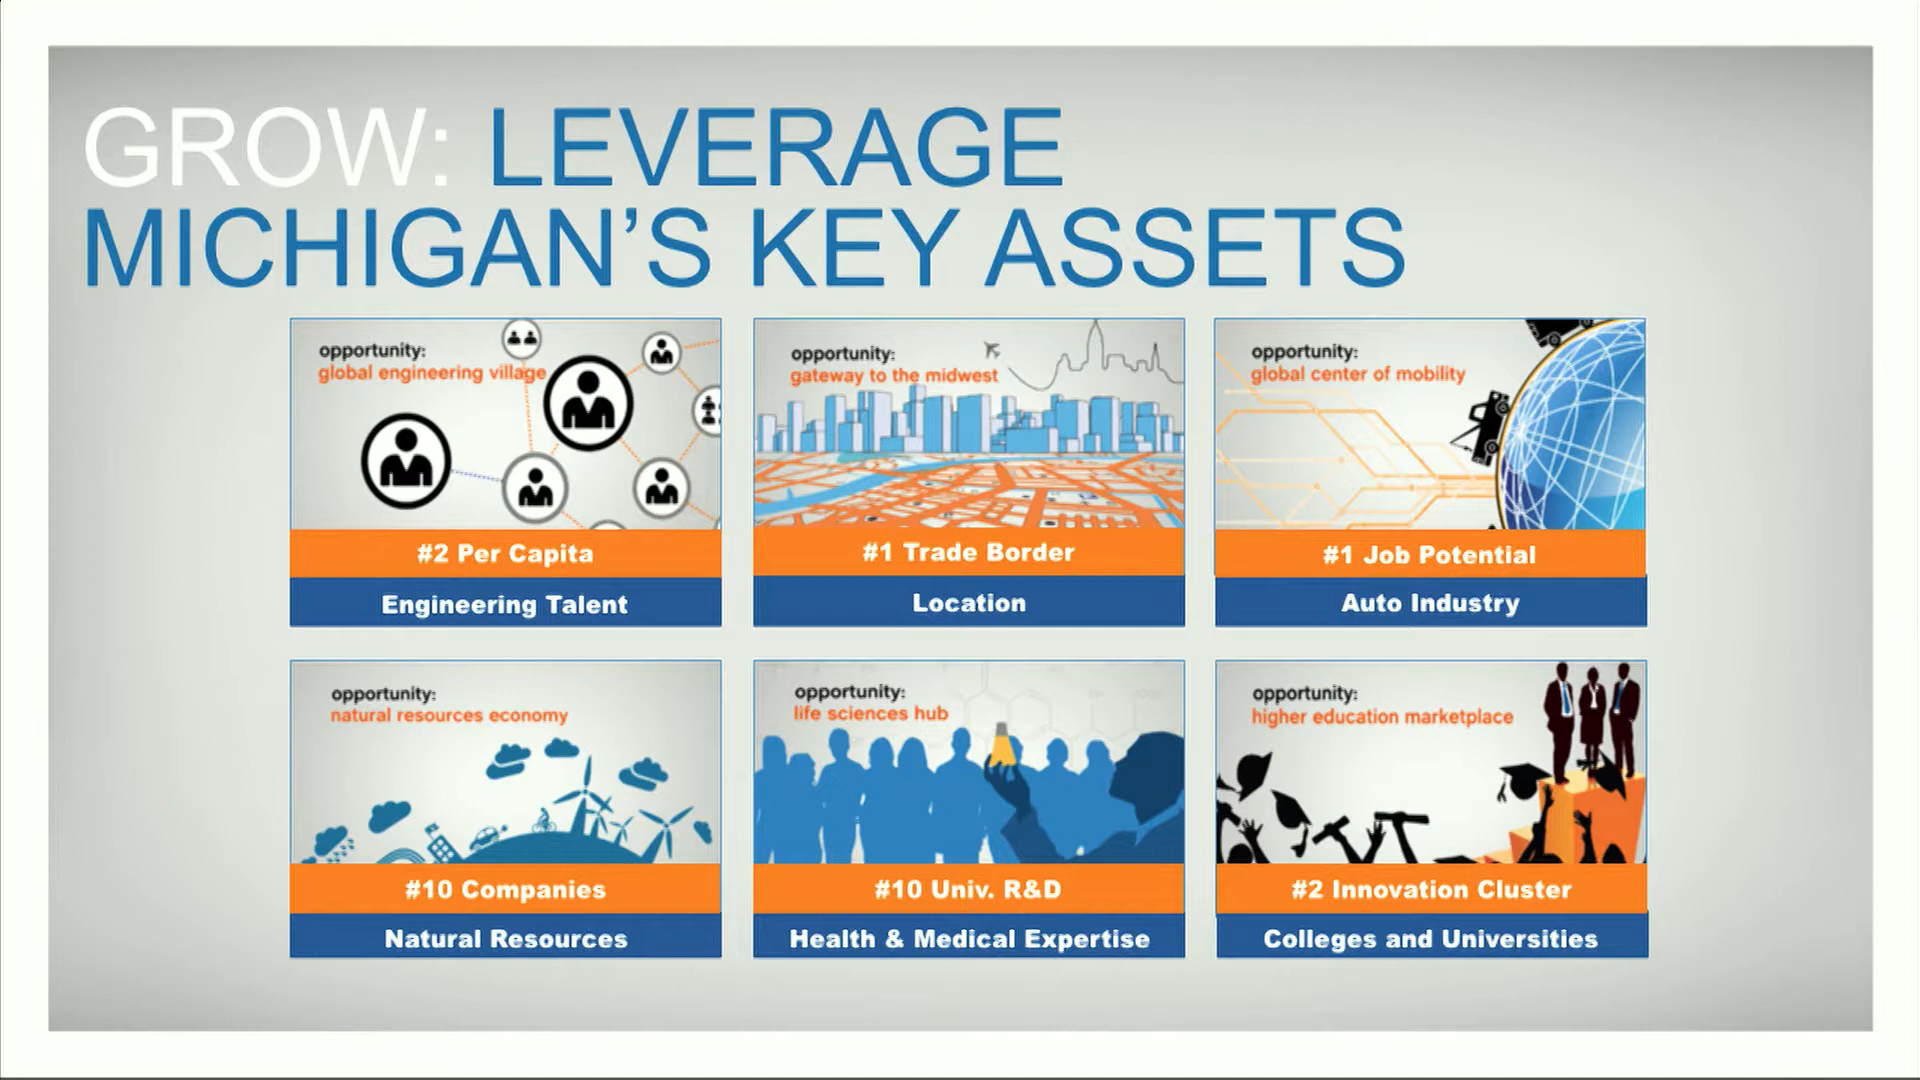 GROW: LEVERAGE
MICHIGAN'S KEY ASSETS
opportunity:
global engineering village
#2 Per Capita
Engineering Talent
opportunity:
gateway to the midwest
#1 Trade Border
Location
opportunity:
global center of mobility
#1 Job Potential
Auto Industry
opportunity:
natural resources economy
#10 Companies
Natural Resources
opportunity:
life sciences hub
#10 Univ. R&D
Health & Medical Expertise
opportunity:
higher education marketplace
#2 Innovation Cluster
Colleges and Universities